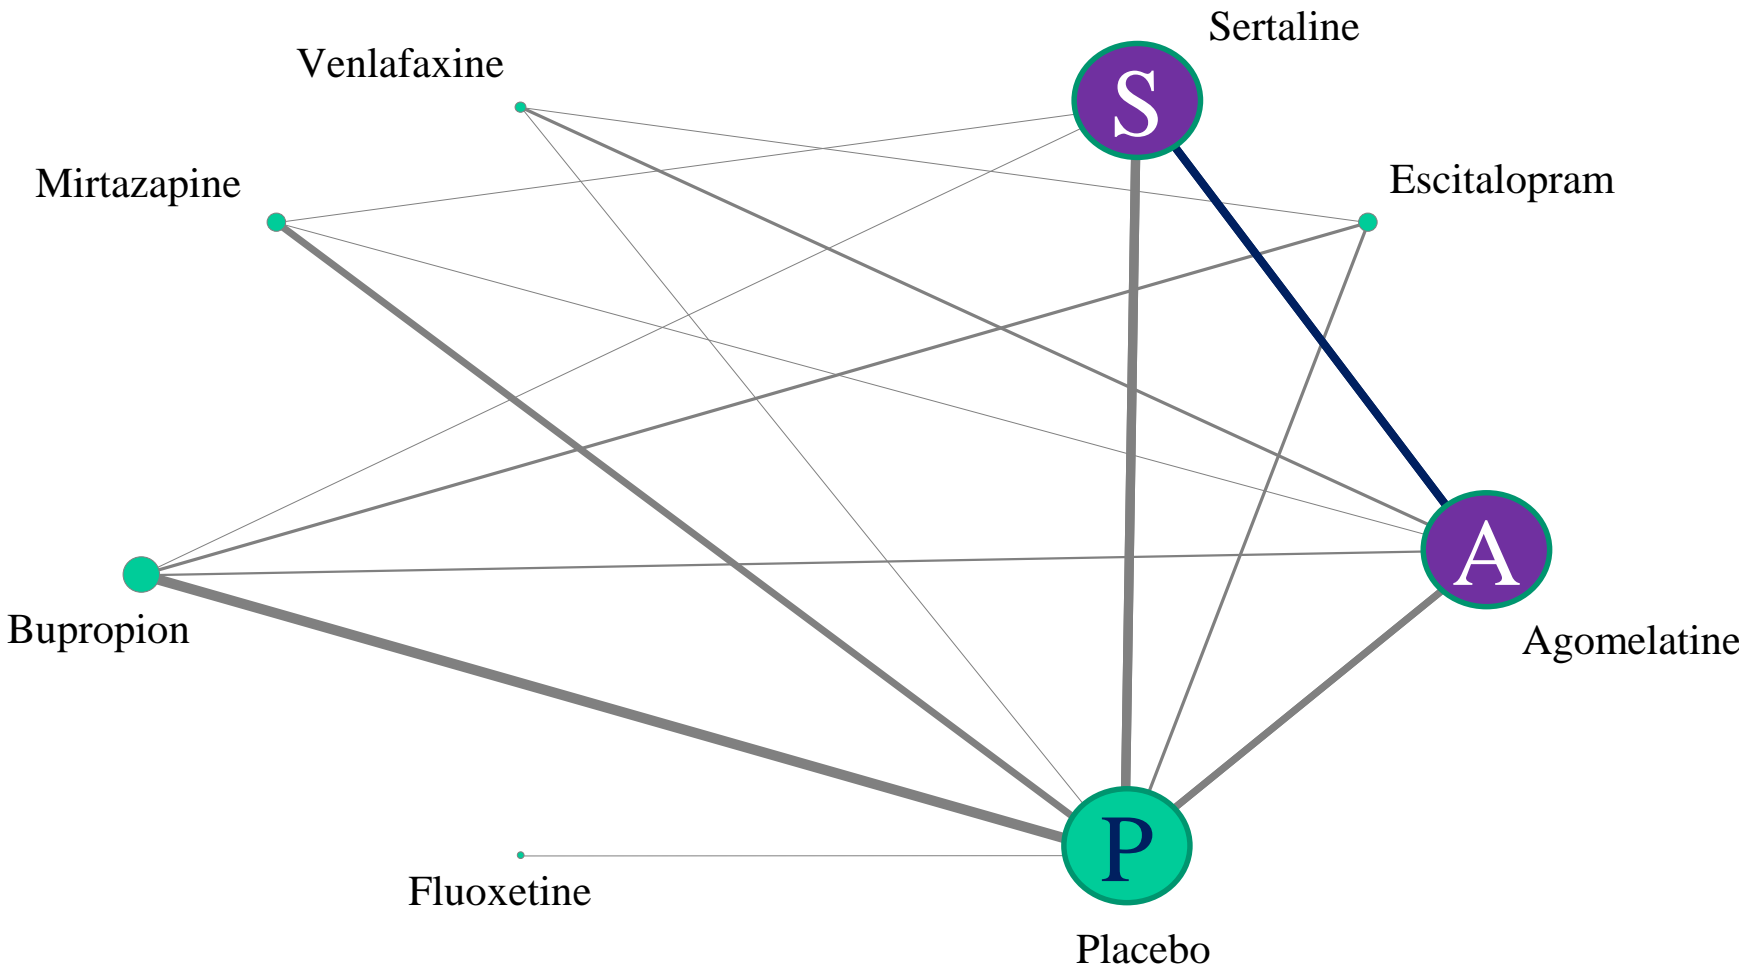 Sertaline
Venlafaxine
S
Escitalopram
Mirtazapine
A
Bupropion
Agomelatine
P
Fluoxetine
Placebo